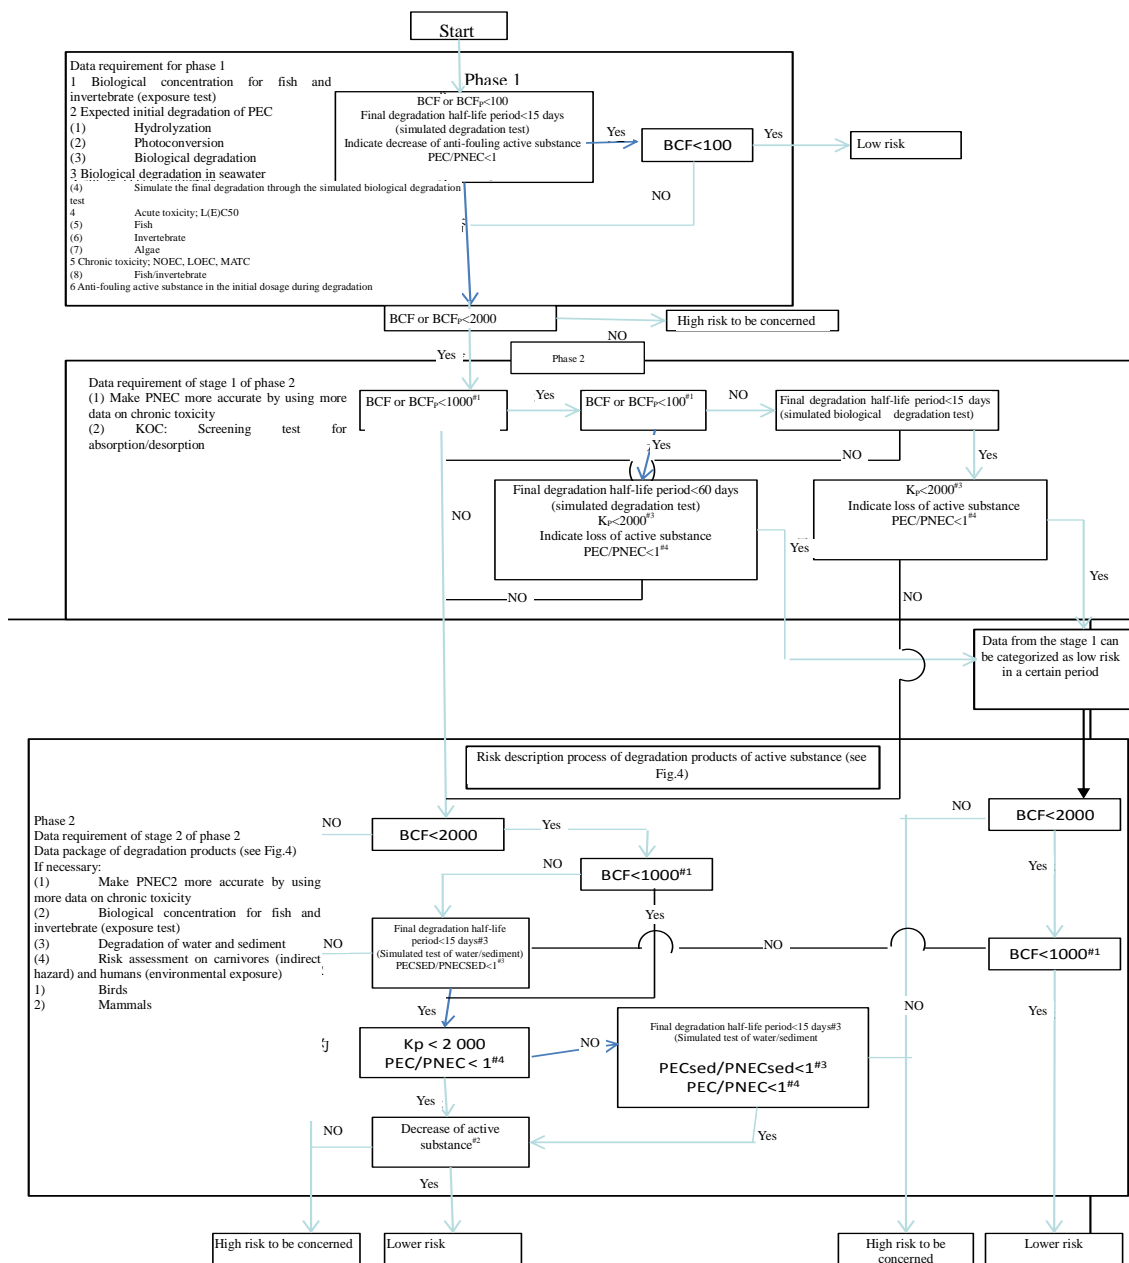 Start
Data requirement for phase 1
1 Biological concentration for fish and
invertebrate (exposure test)
2 Expected initial degradation of PEC
(1) Hydrolyzation
(2) Photoconversion
(3) Biological degradation
3 Biological degradation in seawater
(4) Simulate the final degradation through the simulated biological degradation
test
4 Acute toxicity; L(E)C50
(5) Fish
(6) Invertebrate
(7) Algae
5 Chronic toxicity; NOEC, LOEC, MATC
(8) Fish/invertebrate
6 Anti-fouling active substance in the initial dosage during degradation
Phase 1
BCF or BCFP<100
Final degradation half-life period<15 days
(simulated degradation test)
Indicate decrease of anti-fouling active substance
PEC/PNEC<1
Yes
BCF<100
Yes
Low risk
NO
BCF or BCFP<2000
High risk to be concerned
NO
Yes
Phase 2
Data requirement of stage 1 of phase 2
(1) Make PNEC more accurate by using more
data on chronic toxicity
(2) KOC: Screening test for
absorption/desorption
BCF or BCFP<1000#1
Yes
BCF or BCFP<100#1
NO
Final degradation half-life period<15 days
(simulated biological degradation test)
Yes
NO
Yes
NO
Final degradation half-life period<60 days
(simulated degradation test)
KP<2000#3
Indicate loss of active substance
PEC/PNEC<1#4
Yes
KP<2000#3
Indicate loss of active substance
PEC/PNEC<1#4
Yes
NO
NO
Data from the stage 1 can
be categorized as low risk
in a certain period
Risk description process of degradation products of active substance (see
Fig.4)
Phase 2
Data requirement of stage 2 of phase 2
Data package of degradation products (see Fig.4)
If necessary:
(1) Make PNEC2 more accurate by using
more data on chronic toxicity
(2) Biological concentration for fish and
invertebrate (exposure test)
(3) Degradation of water and sediment
(4) Risk assessment on carnivores (indirect
hazard) and humans (environmental exposure)
1) Birds
2) Mammals
NO
BCF<2000
Yes
NO
BCF<2000
NO
BCF<1000#1
Yes
Yes
NO
Final degradation half-life
period<15 days#3
(Simulated test of water/sediment)
PECSED/PNECSED<1#3
NO
BCF<1000#1
Yes
Yes
NO
Kp < 2 000
PEC/PNEC < 1#4
NO
Final degradation half-life period<15 days#3
(Simulated test of water/sediment
PECsed/PNECsed<1#3
PEC/PNEC<1#4
Yes
Yes
NO
Decrease of active
substance#2
Yes
High risk to be concerned
Lower risk
High risk to be
concerned
Lower risk